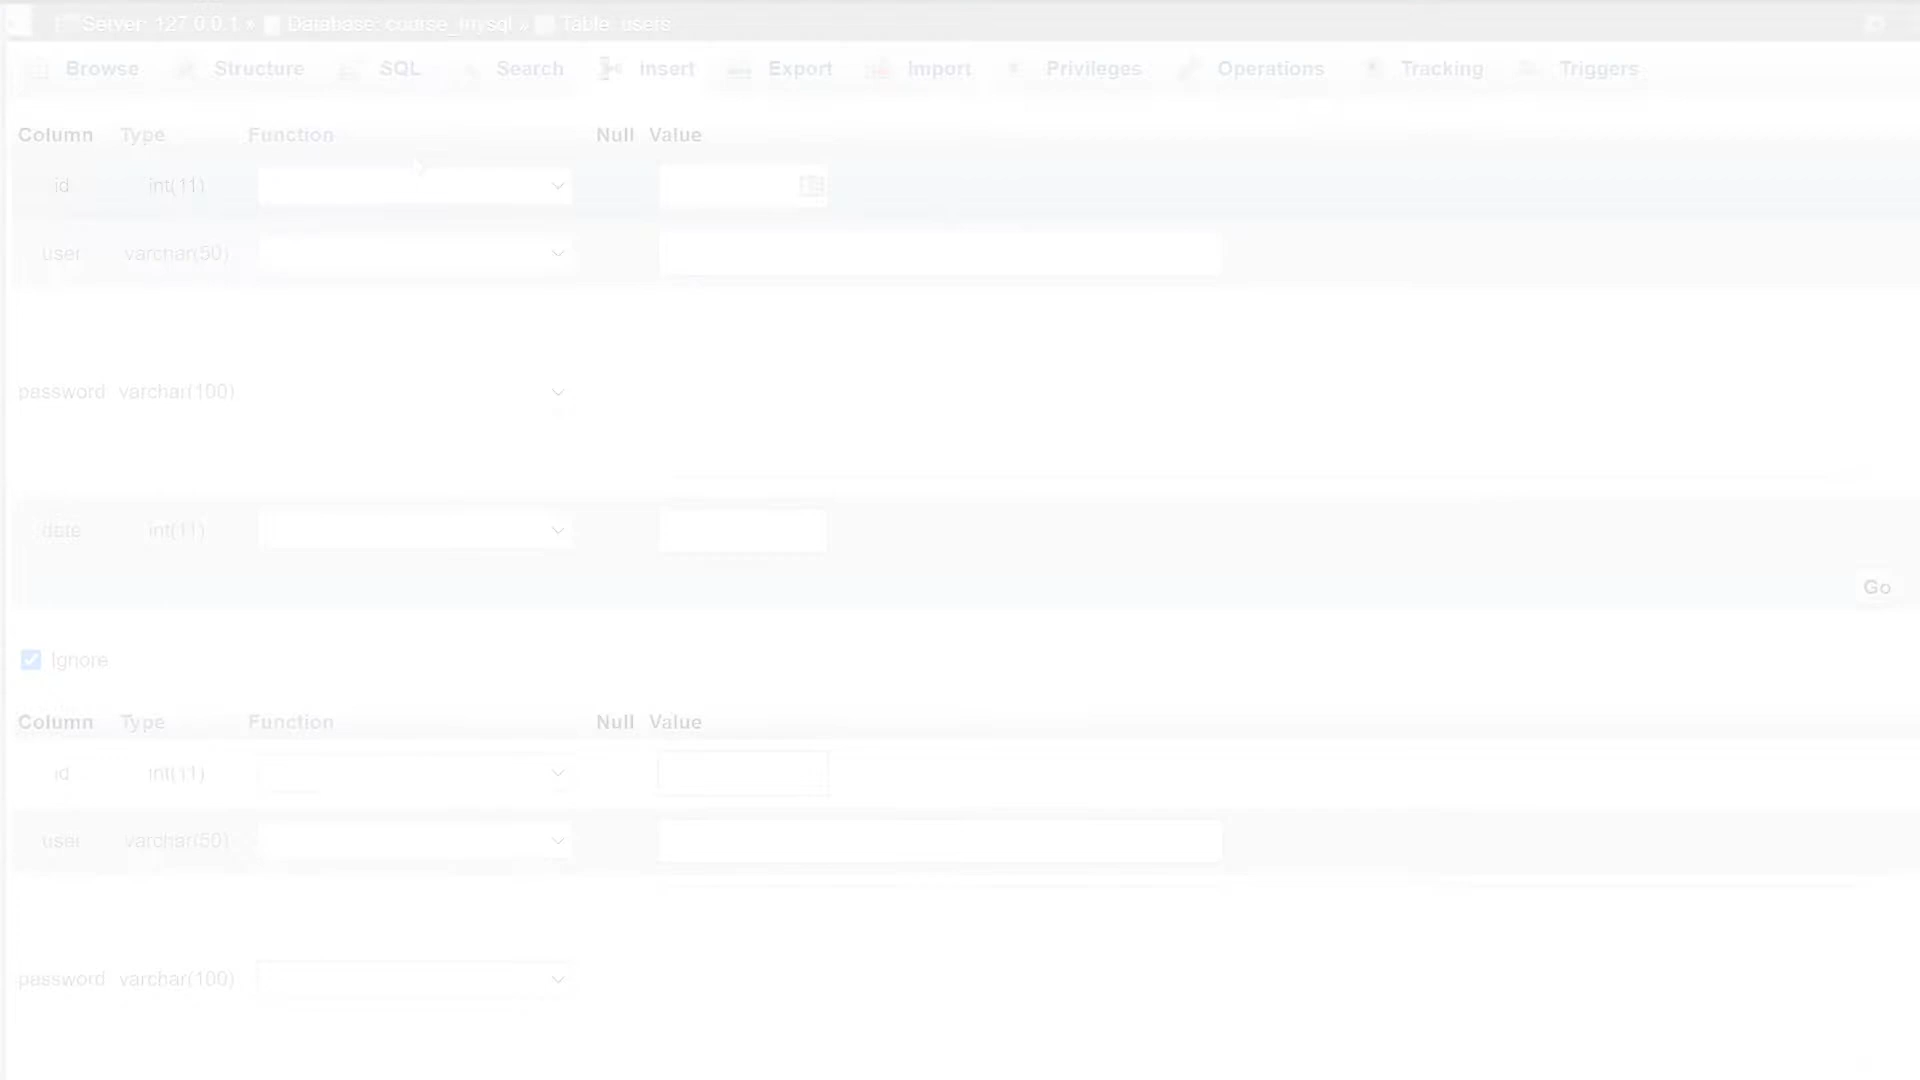 Server: 127.0.0.1 » Database: course_mysql » Table: users
Browse Structure SQL Search Insert Export Import Privileges Operations Tracking Triggers
Column Type Function Null Value
id int(11)
user varchar(50)
password varchar(100)
date int(11)
Go
Ignore
Column Type Function Null Value
id int(11)
user varchar(50)
password varchar(100)